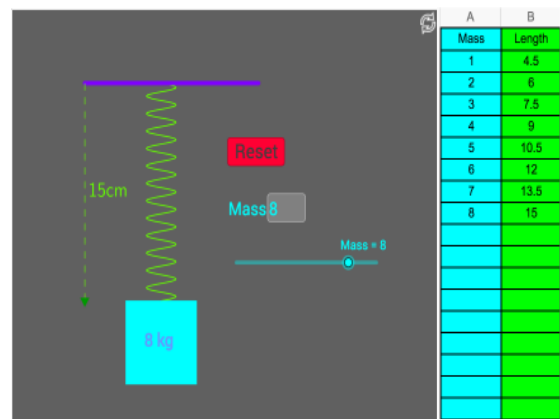 15cm
Reset
Mass 8
Mass = 8
8 kg
A B
Mass Length
1 4.5
2 6
3 7.5
4 9
5 10.5
6 12
7 13.5
8 15